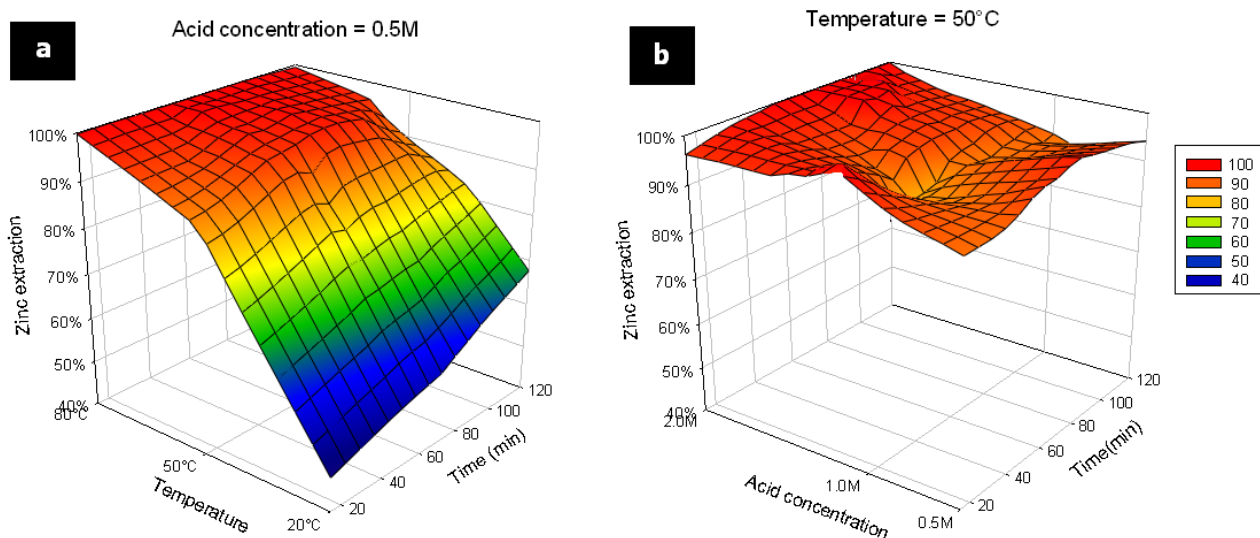 a
Acid concentration = 0.5M
100%
90%
80%
70%
60%
50%
40%
Zinc extraction
80°C
50°C
20°C
Temperature
20
40
60
80
100
120
Time (min)
b
Temperature = 50°C
100%
90%
80%
70%
60%
50%
40%
Zinc extraction
2.0M
1.0M
0.5M
Acid concentration
20
40
60
80
100
120
Time(min)
100
90
80
70
60
50
40